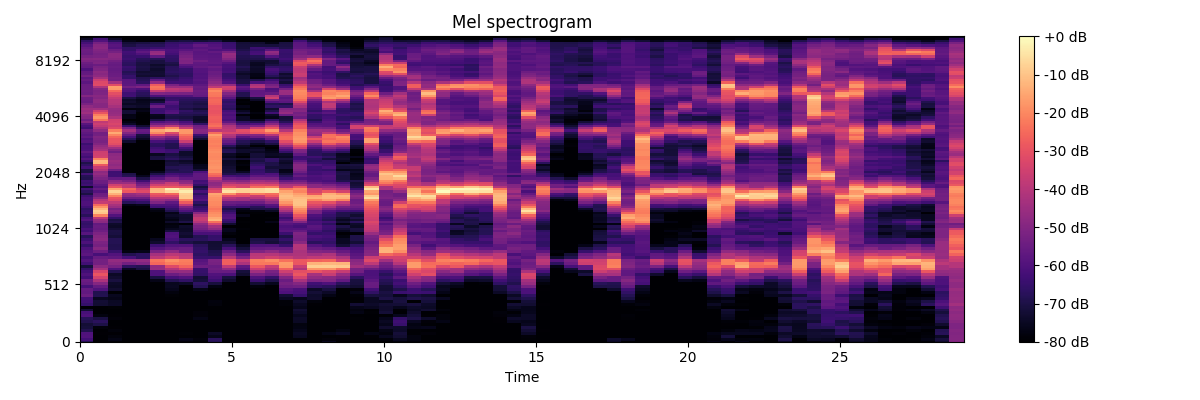 Mel spectrogram
8192
4096
2048
1024
512
0
Hz
0 5 10 15 20 25
Time
+0 dB
-10 dB
-20 dB
-30 dB
-40 dB
-50 dB
-60 dB
-70 dB
-80 dB